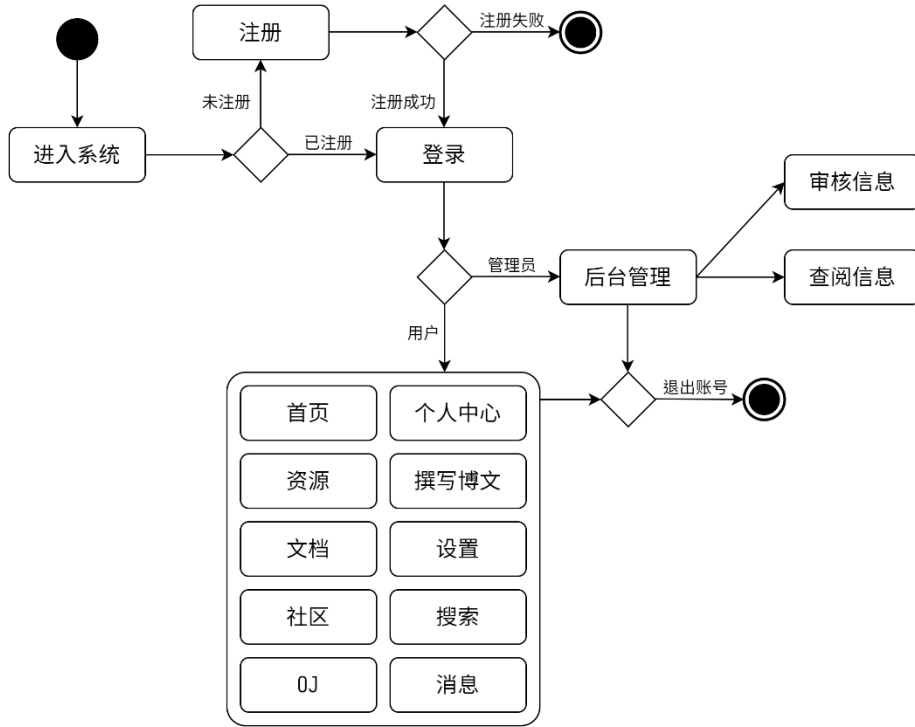 注册
注册失败
未注册
注册成功
进入系统
已注册
登录
审核信息
管理员
后台管理
查阅信息
用户
首页
个人中心
退出账号
资源
撰写博文
文档
设置
社区
搜索
OJ
消息